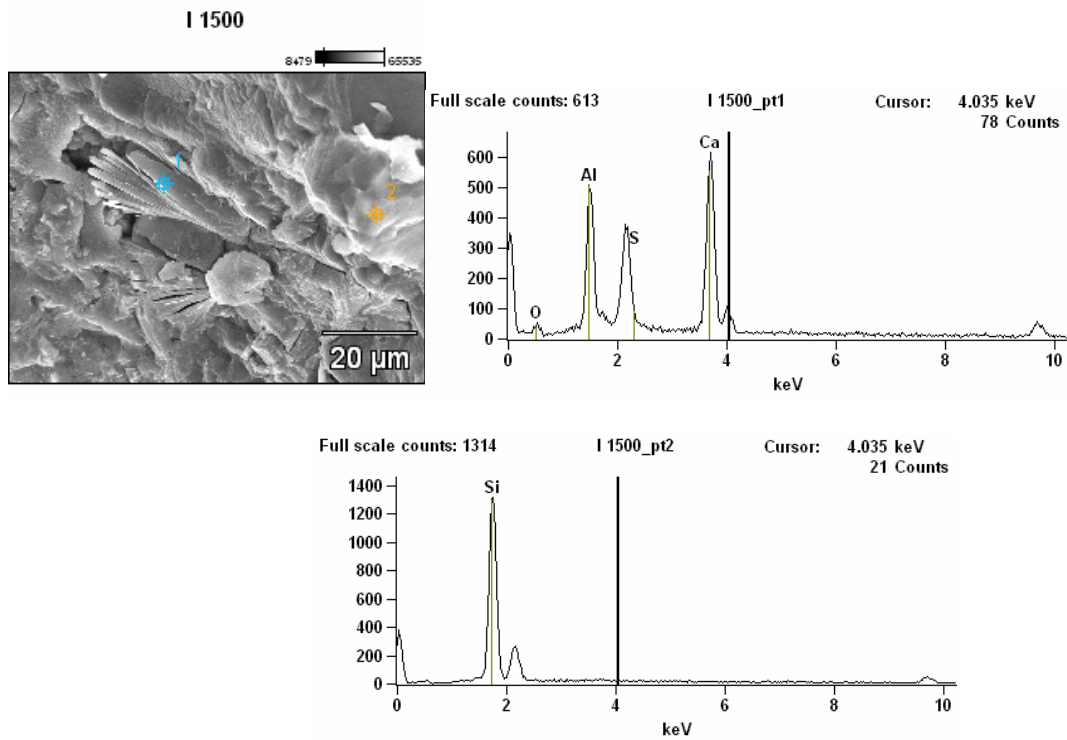 I 1500
8479 65535
1
2
20 µm
Full scale counts: 613 I 1500_pt1 Cursor: 4.035 keV
78 Counts
600
500
400
300
200
100
0
Al
S
Ca
O
0 2 4 6 8 10
keV
Full scale counts: 1314 I 1500_pt2 Cursor: 4.035 keV
21 Counts
1400
1200
1000
800
600
400
200
0
Si
0 2 4 6 8 10
keV